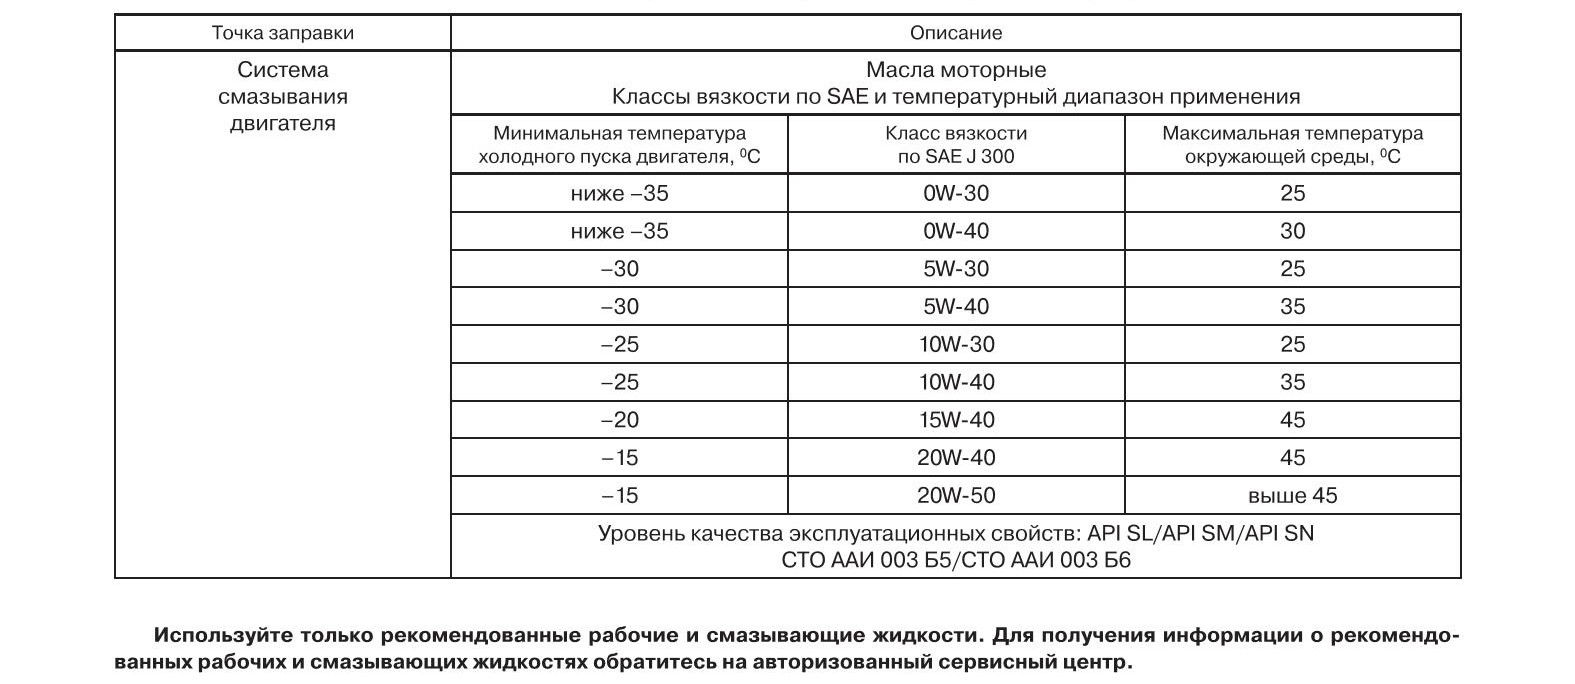 Точка заправки
Описание
Система
смазывания
двигателя
Масла моторные
Классы вязкости по SAE и температурный диапазон применения
Минимальная температура
холодного пуска двигателя, ⁰С
Класс вязкости
по SAE J 300
Максимальная температура
окружающей среды, ⁰С
ниже –35
0W-30
25
ниже –35
0W-40
30
–30
5W-30
25
–30
5W-40
35
–25
10W-30
25
–25
10W-40
35
–20
15W-40
45
–15
20W-40
45
–15
20W-50
выше 45
Уровень качества эксплуатационных свойств: API SL/API SM/API SN
СТО ААИ 003 Б5/СТО ААИ 003 Б6
Используйте только рекомендованные рабочие и смазывающие жидкости. Для получения информации о рекомендо-
ванных рабочих и смазывающих жидкостях обратитесь на авторизованный сервисный центр.